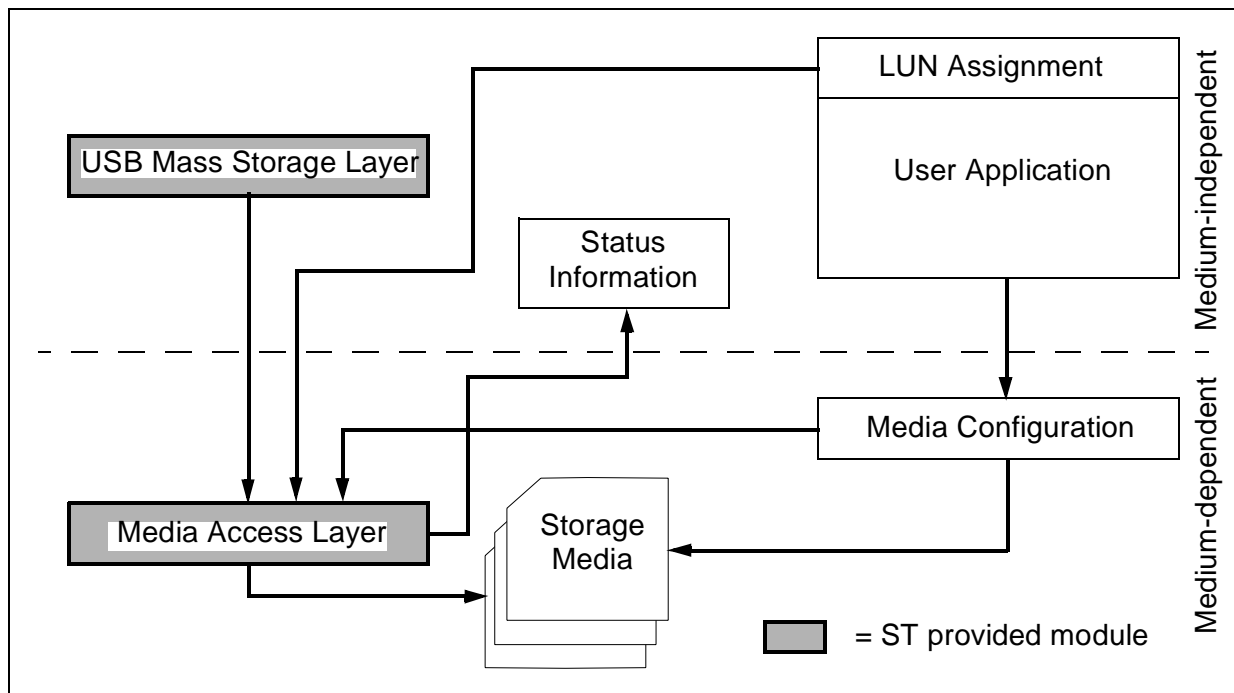 LUN Assignment
USB Mass Storage Layer
User Application
Status
Information
Medium-independent
Media Configuration
Media Access Layer
Storage
Media
Medium-dependent
= ST provided module